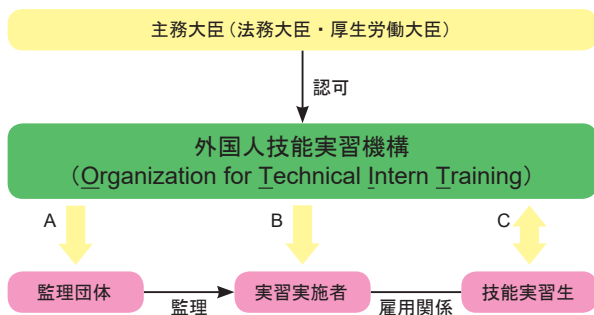 主務大臣（法務大臣・厚生労働大臣）
認可
外国人技能実習機構
（Organization for Technical Intern Training）
A
B
C
監理団体
監理
実習実施者
雇用関係
技能実習生